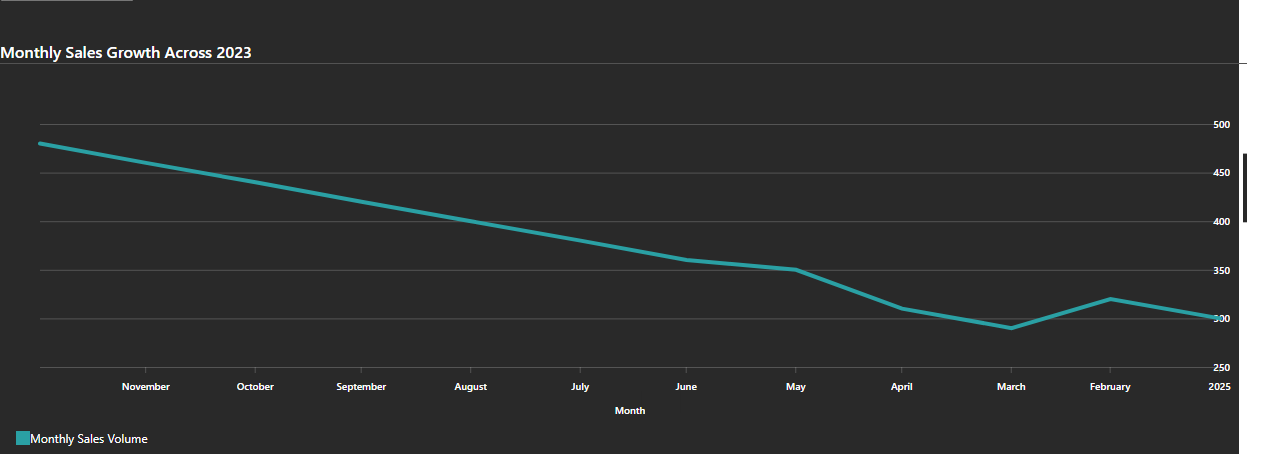 Monthly Sales Growth Across 2023
500
450
400
350
300
250
November October September August July June May April March February 2025
Month
Monthly Sales Volume